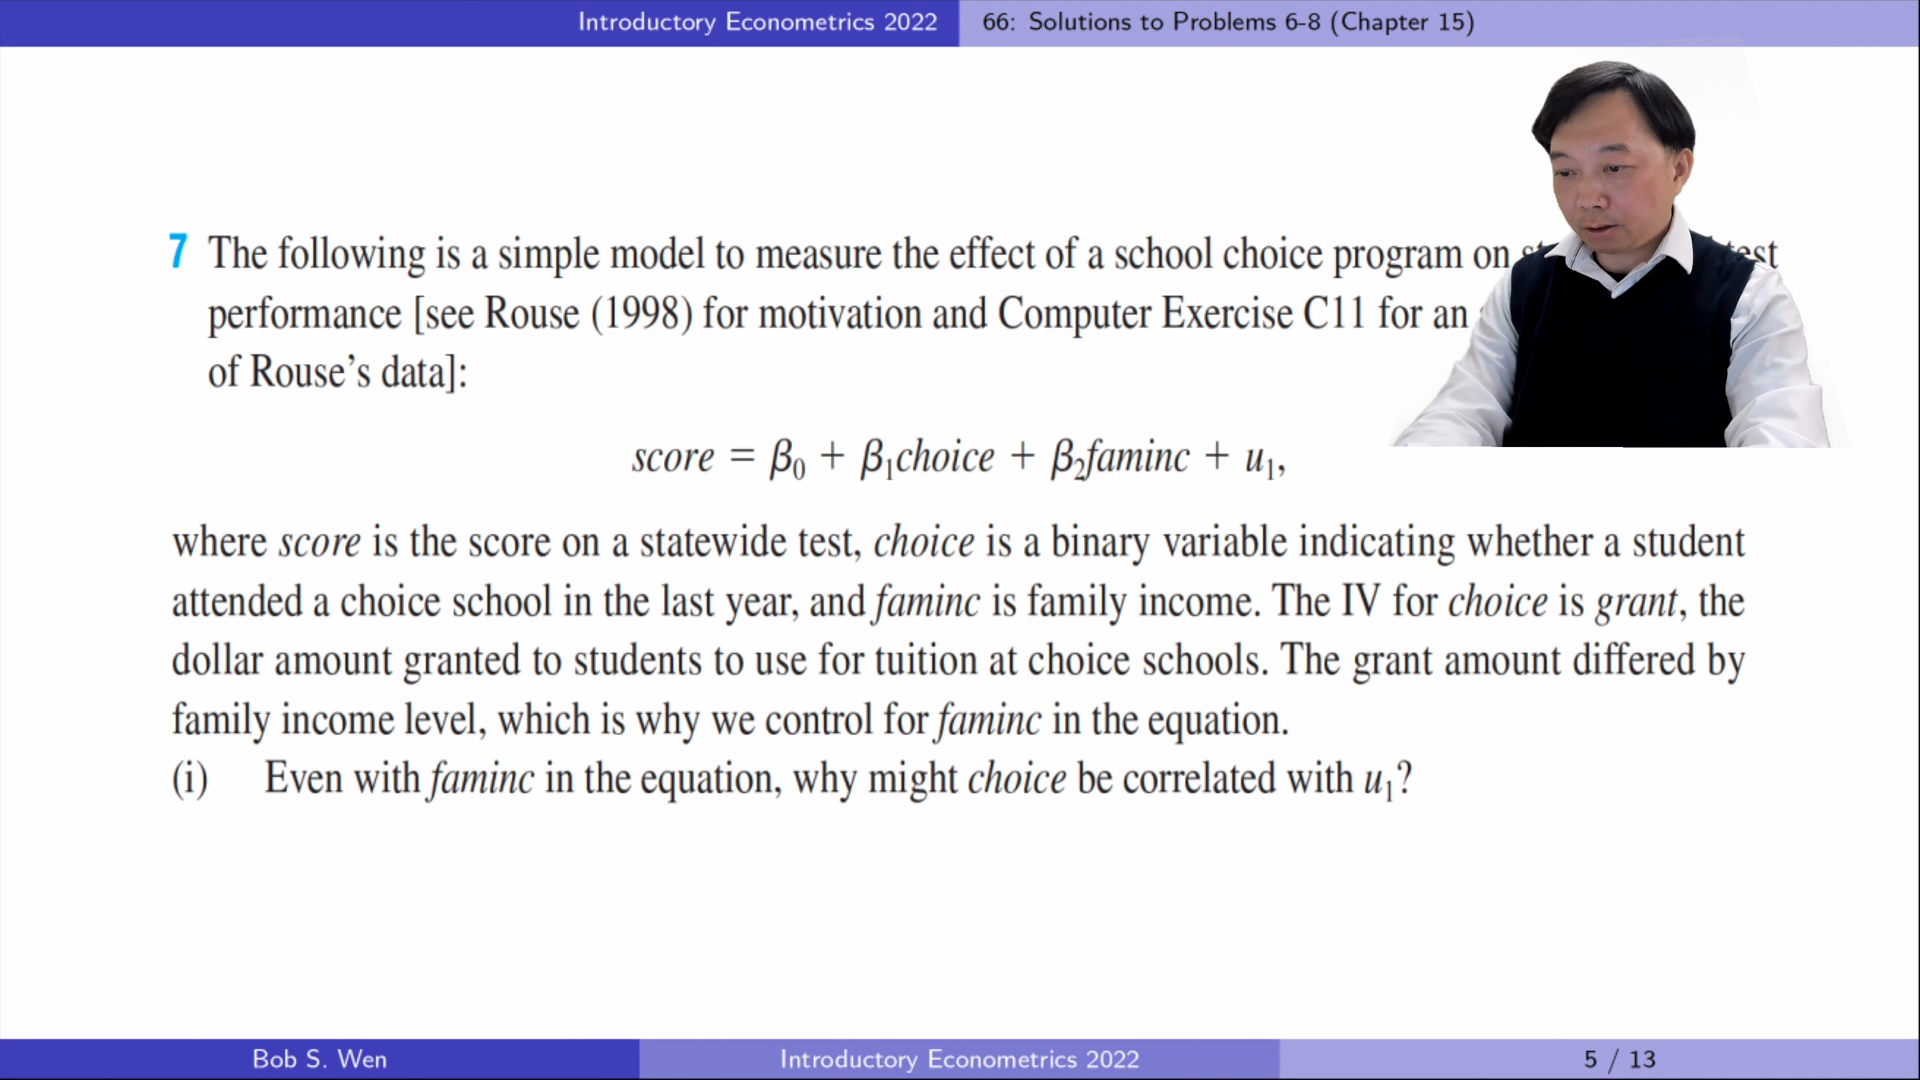 Introductory Econometrics 2022 66: Solutions to Problems 6-8 (Chapter 15)
7 The following is a simple model to measure the effect of a school choice program on
performance [see Rouse (1998) for motivation and Computer Exercise C11 for an
of Rouse’s data]:
score = β0 + β1choice + β2faminc + u1,
where score is the score on a statewide test, choice is a binary variable indicating whether a student
attended a choice school in the last year, and faminc is family income. The IV for choice is grant, the
dollar amount granted to students to use for tuition at choice schools. The grant amount differed by
family income level, which is why we control for faminc in the equation.
(i) Even with faminc in the equation, why might choice be correlated with u1?
Bob S. Wen Introductory Econometrics 2022 5 / 13